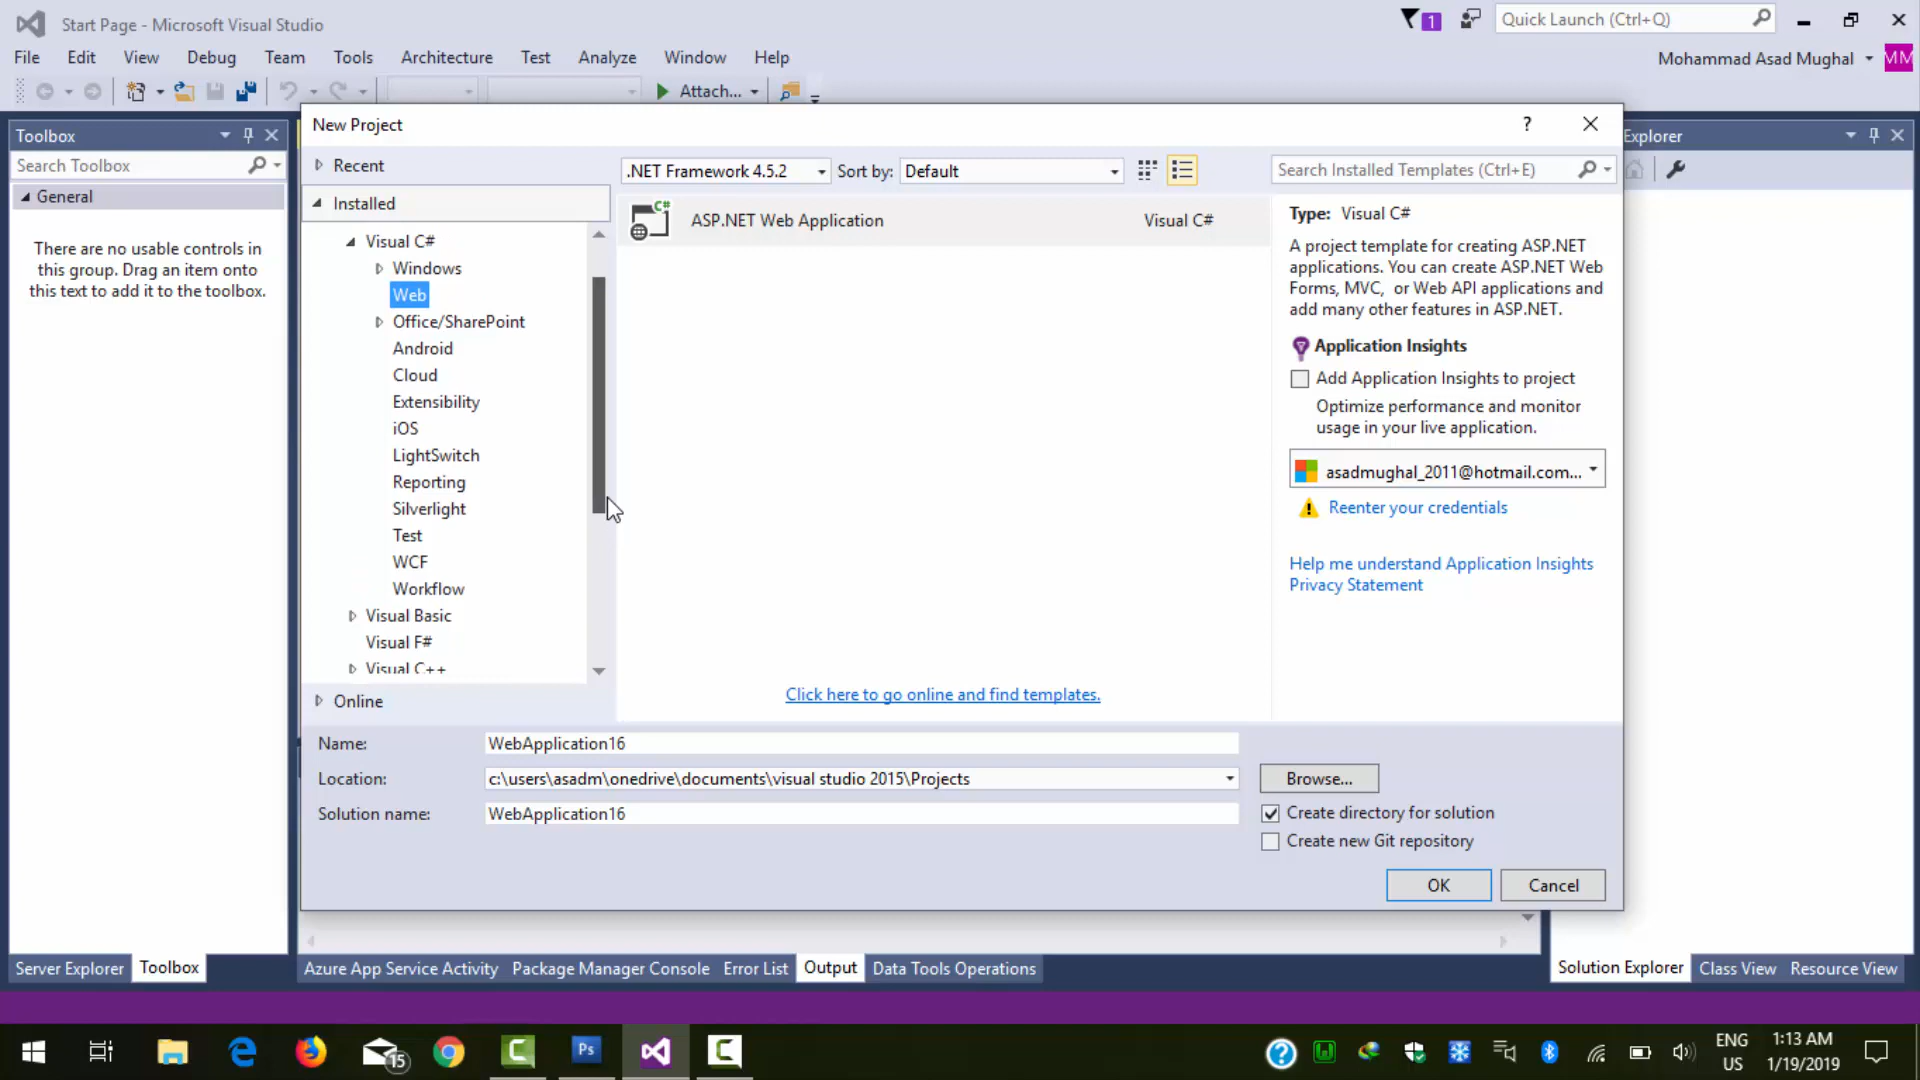 Start Page - Microsoft Visual Studio
1
Quick Launch (Ctrl+Q)
File Edit View Debug Team Tools Architecture Test Analyze Window Help
Mohammad Asad Mughal
MM
Attach...
Toolbox
Search Toolbox
General
There are no usable controls in
this group. Drag an item onto
this text to add it to the toolbox.
New Project
?
Recent
.NET Framework 4.5.2
Sort by: Default
Search Installed Templates (Ctrl+E)
Installed
Visual C#
Windows
Web
Office/SharePoint
Android
Cloud
Extensibility
iOS
LightSwitch
Reporting
Silverlight
Test
WCF
Workflow
Visual Basic
Visual F#
Visual C++
Online
C#
ASP.NET Web Application
Visual C#
Click here to go online and find templates.
Type: Visual C#
A project template for creating ASP.NET
applications. You can create ASP.NET Web
Forms, MVC, or Web API applications and
add many other features in ASP.NET.
Application Insights
Add Application Insights to project
Optimize performance and monitor
usage in your live application.
asadmughal_2011@hotmail.com...
Reenter your credentials
Help me understand Application Insights
Privacy Statement
Name: WebApplication16
Location: c:\users\asadm\onedrive\documents\visual studio 2015\Projects
Browse...
Solution name: WebApplication16
Create directory for solution
Create new Git repository
OK
Cancel
Explorer
Server Explorer Toolbox
Azure App Service Activity Package Manager Console Error List Output Data Tools Operations
Solution Explorer Class View Resource View
15
Ps
ENG
US
1:13 AM
1/19/2019